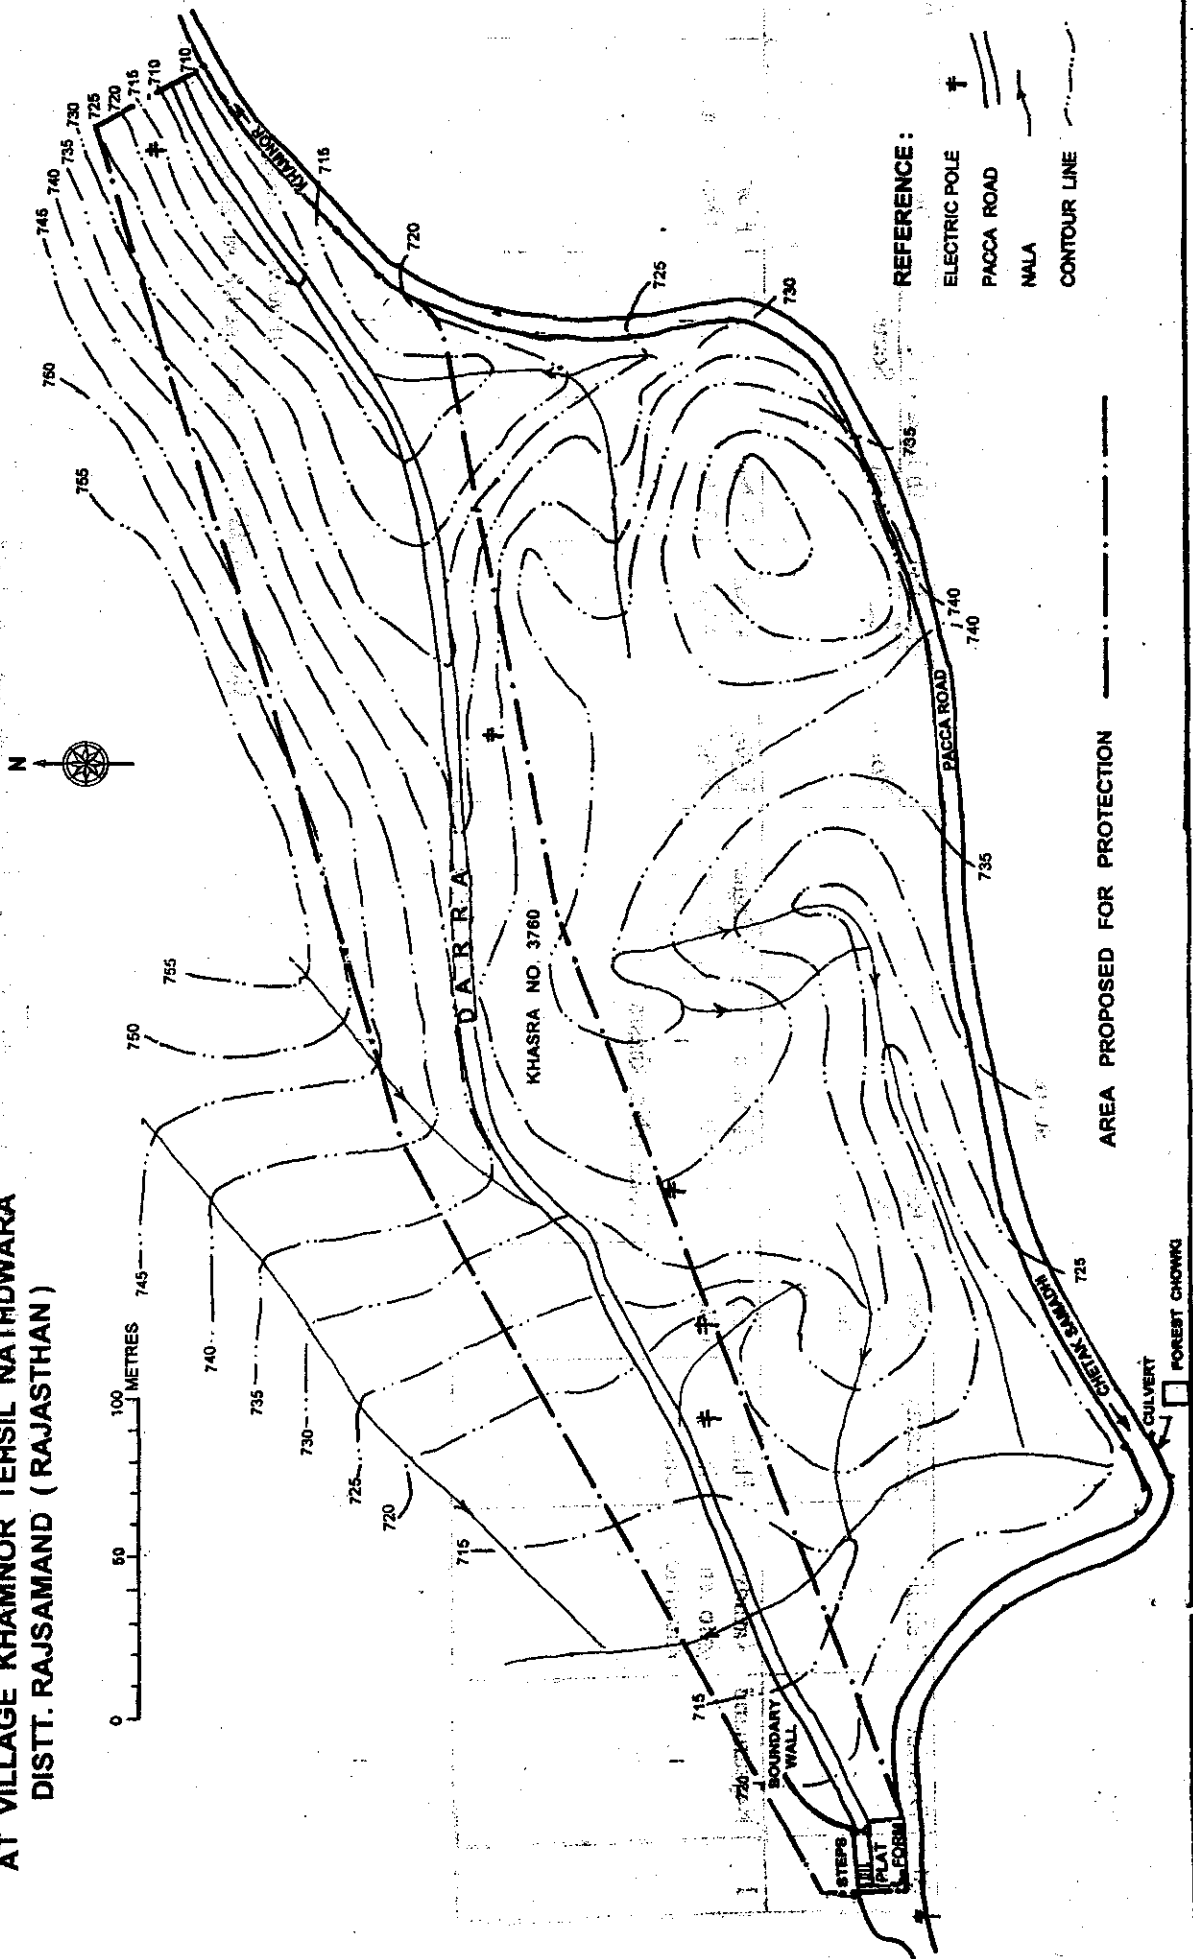 AT VILLAGE KHAMNOR TEHSIL NATHDWARA
DISTT. RAJSAMAND ( RAJASTHAN )
0 50 100 METRES
N
745
740
735
730
725
720
715
715
720
755
750
755
760
745
740
735
730
725
720
715
710
710
KHAMNOR
715
720
725
730
735
740
740
735
725
DARRA
KHASRA NO. 3760
BOUNDARY
WALL
STEPS
PLAT
FORM
PACCA ROAD
CHETAK SAMADHI
CULVERT
FOREST CHOWKI
REFERENCE :
ELECTRIC POLE
PACCA ROAD
NALA
CONTOUR LINE
AREA PROPOSED FOR PROTECTION